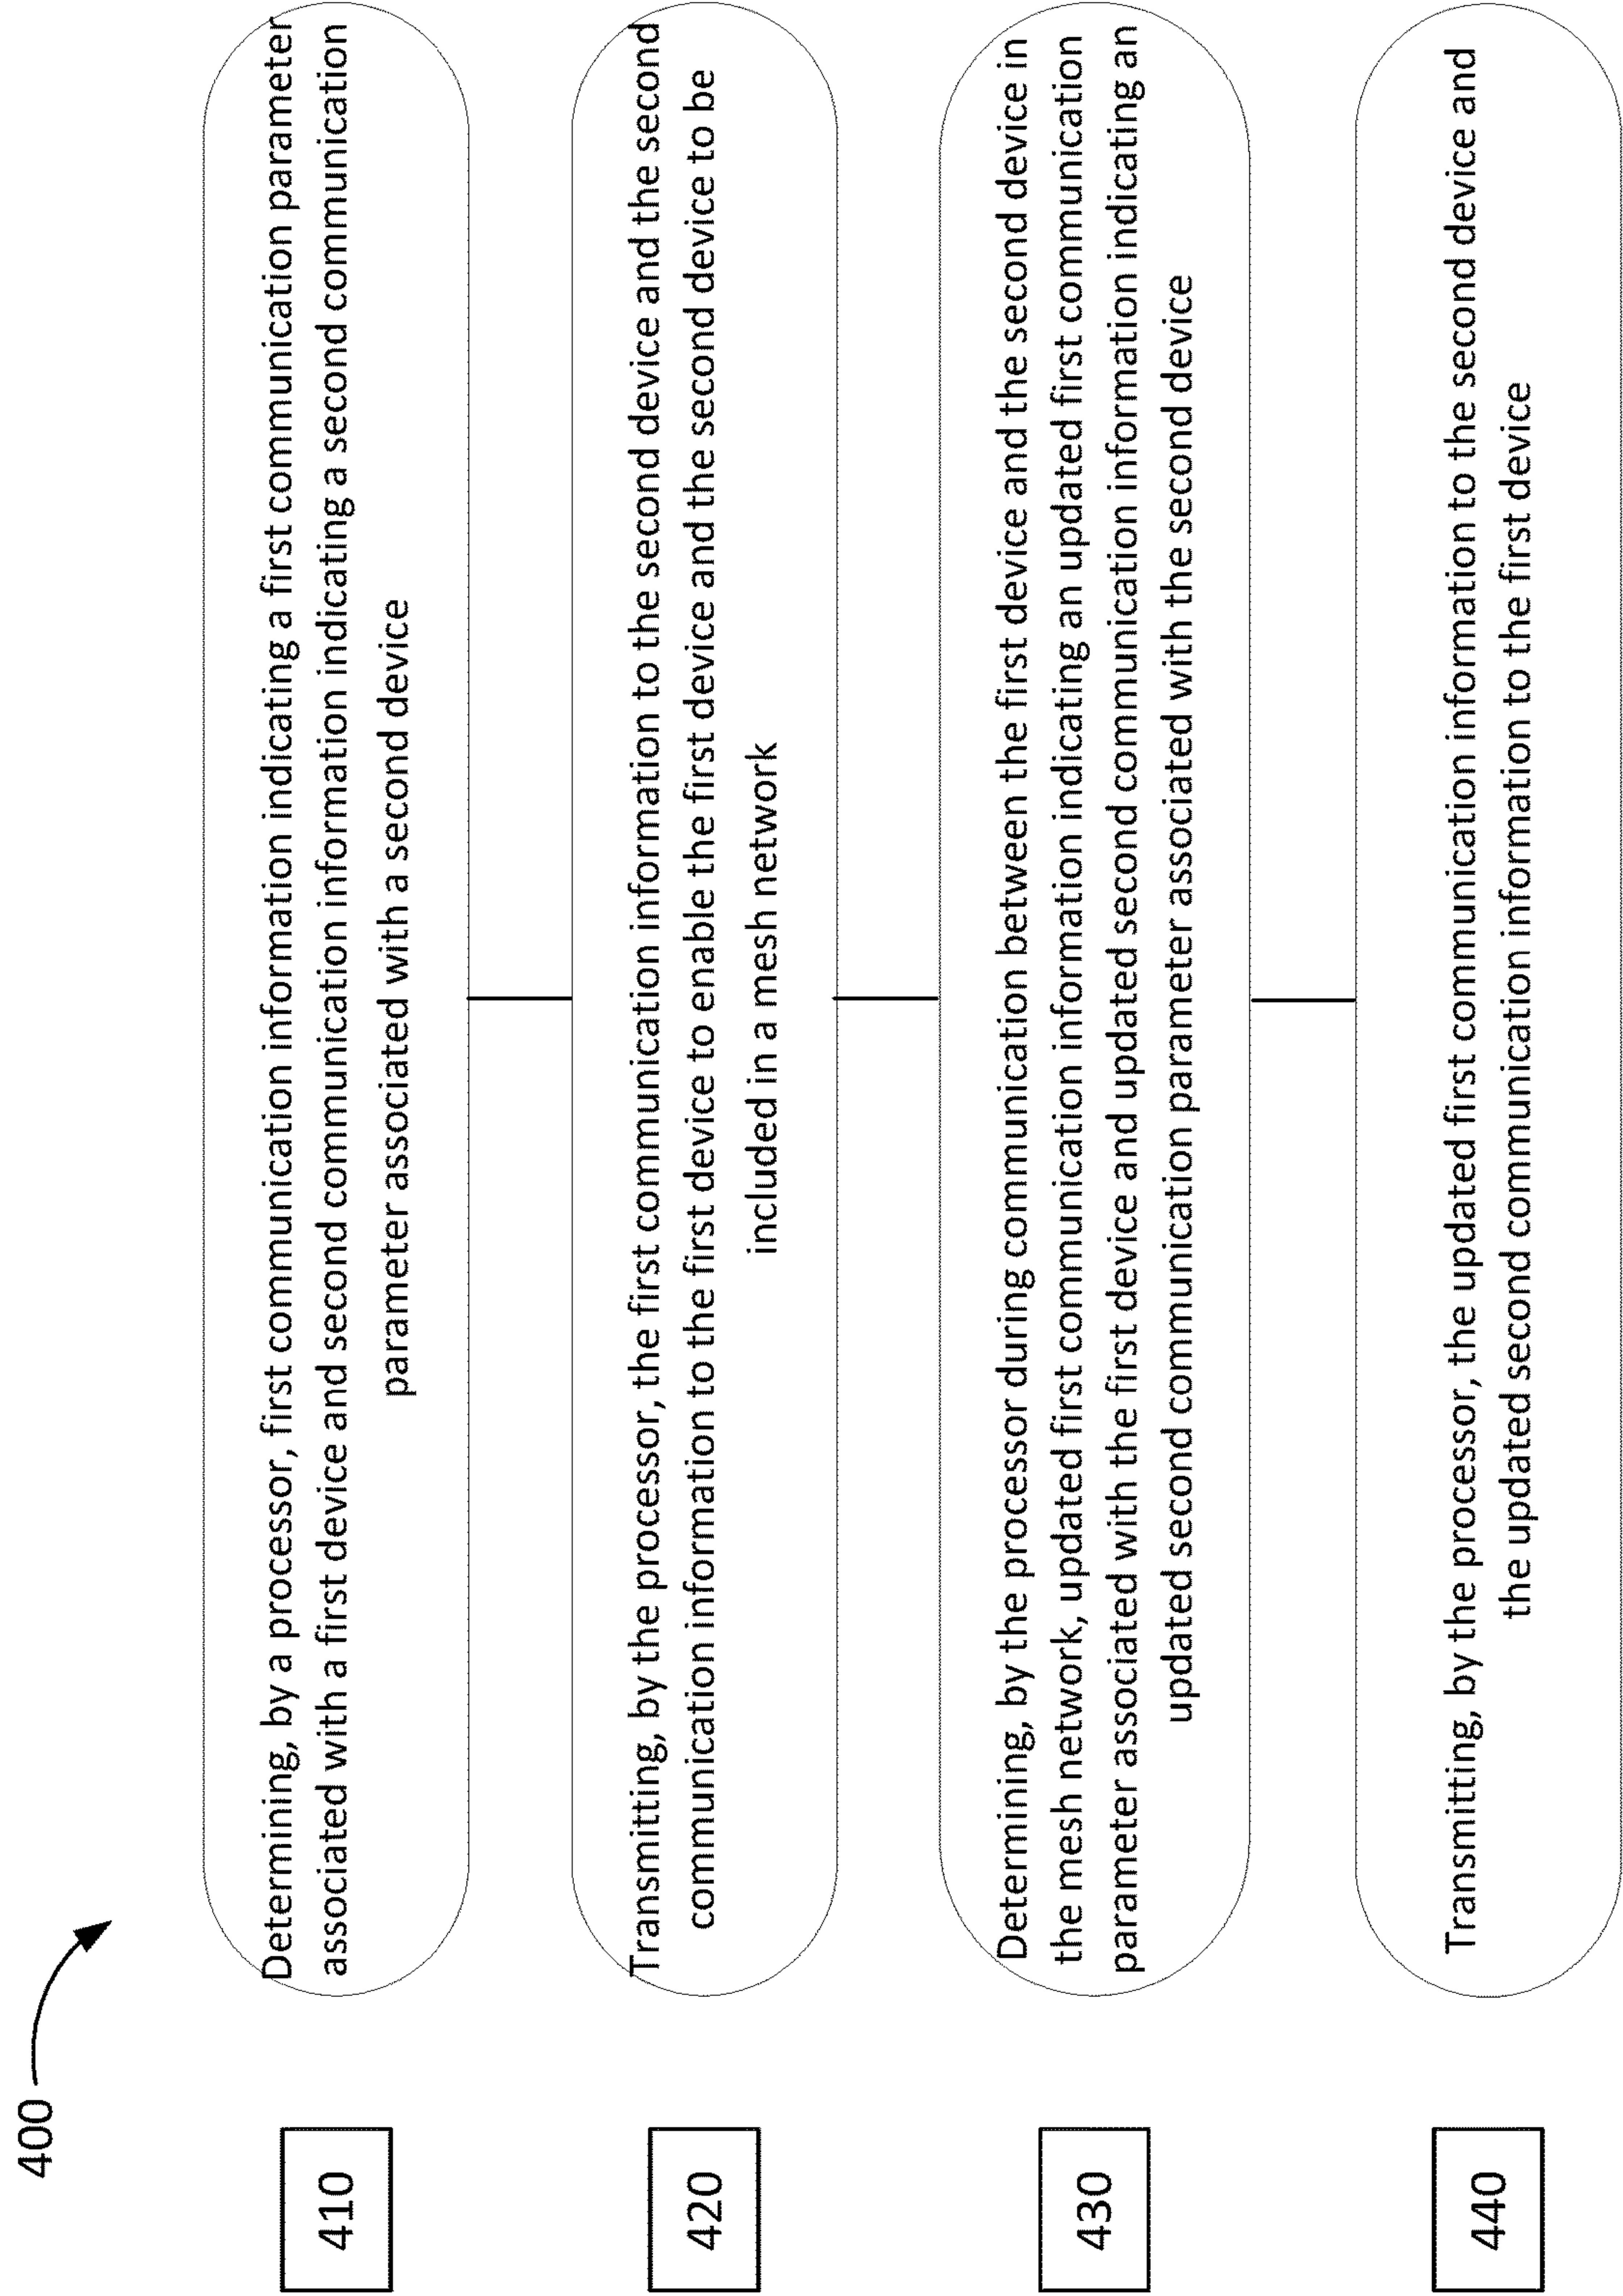 400
410
Determining, by a processor, first communication information indicating a first communication parameter
associated with a first device and second communication information indicating a second communication
parameter associated with a second device
420
Transmitting, by the processor, the first communication information to the second device and the second
communication information to the first device to enable the first device and the second device to be
included in a mesh network
430
Determining, by the processor during communication between the first device and the second device in
the mesh network, updated first communication information indicating an updated first communication
parameter associated with the first device and updated second communication information indicating an
updated second communication parameter associated with the second device
440
Transmitting, by the processor, the updated first communication information to the second device and
the updated second communication information to the first device